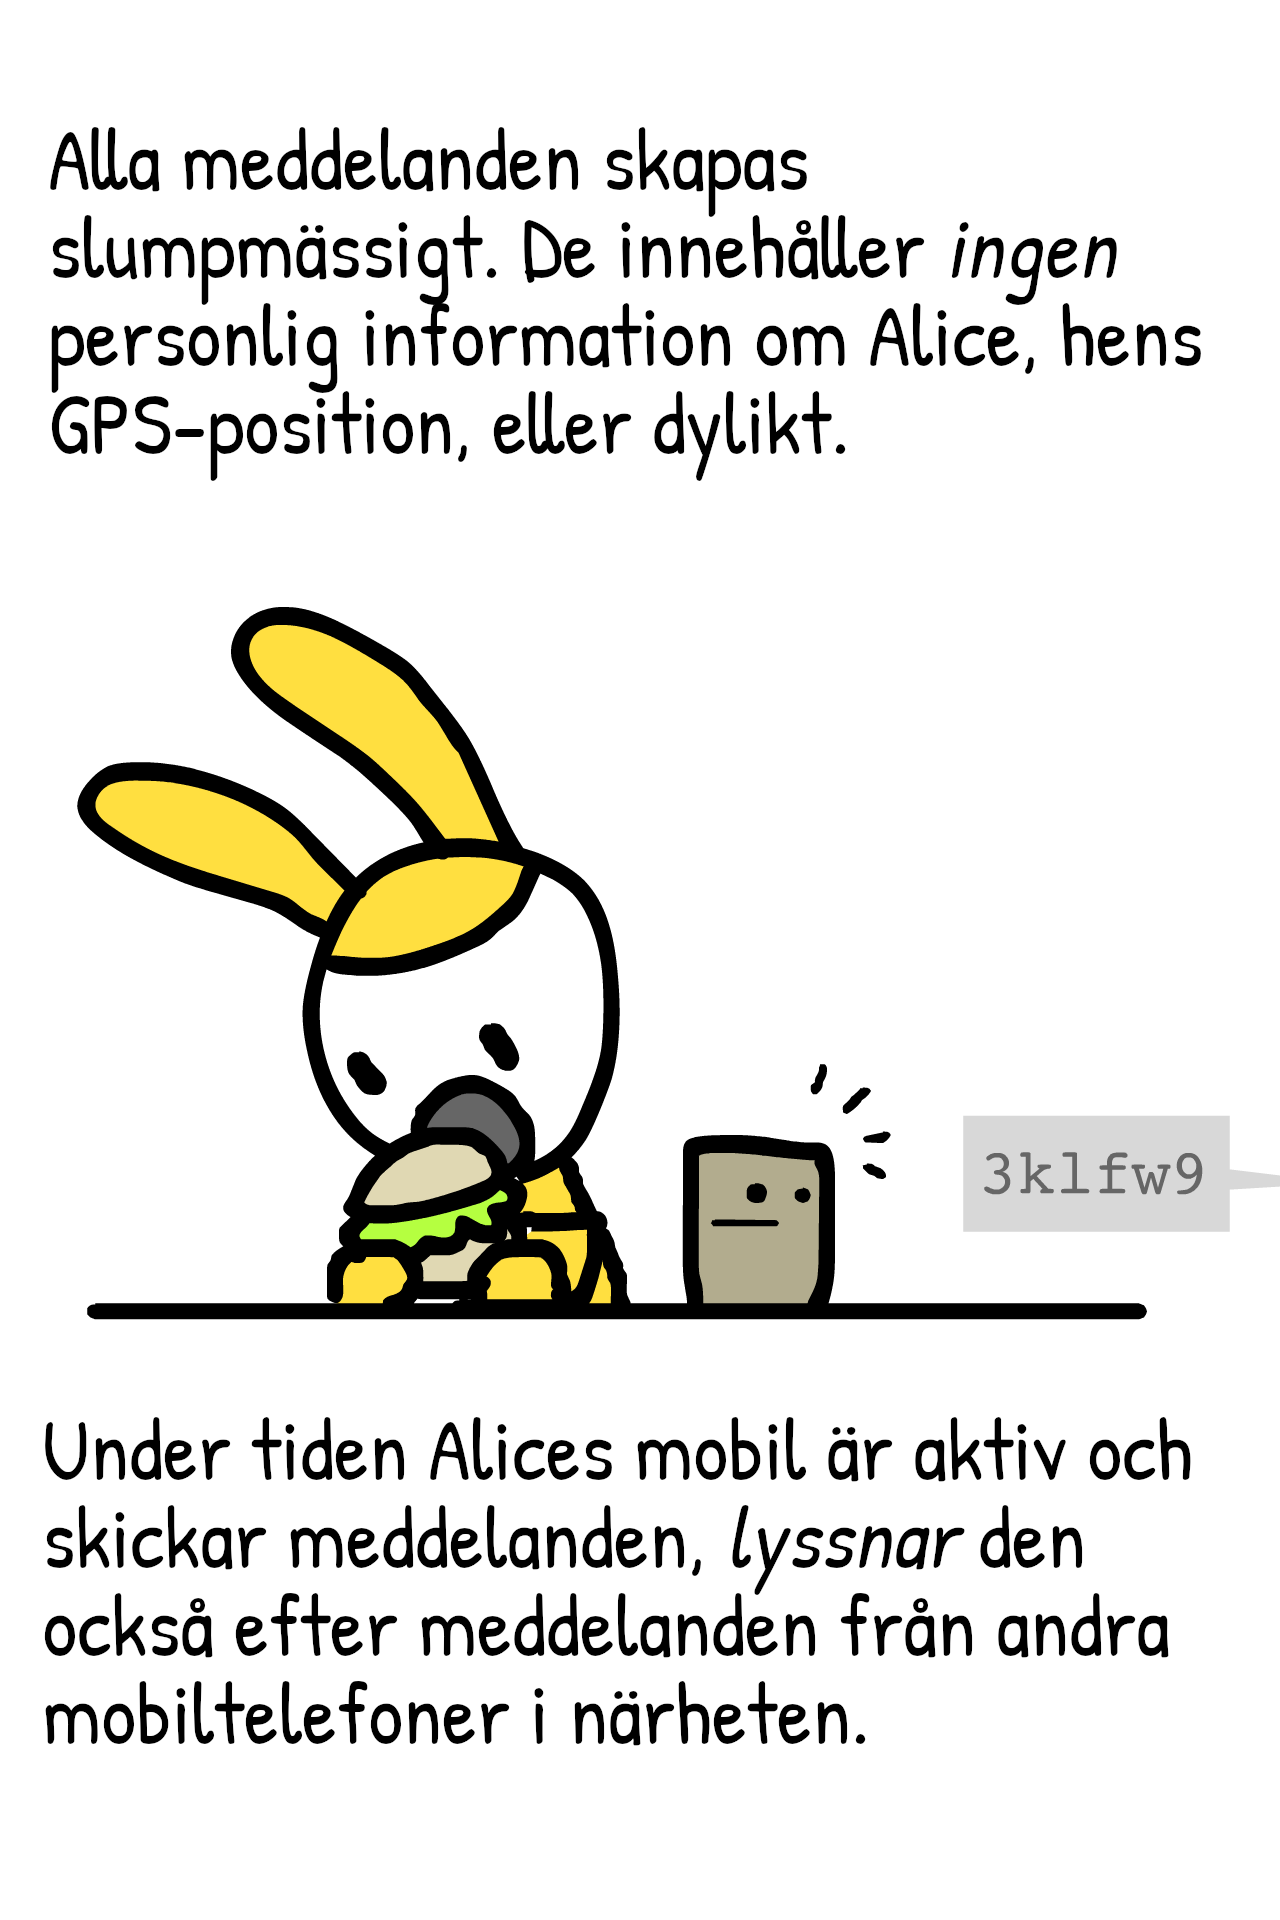 Alla meddelanden skapas
slumpmässigt. De innehåller ingen
personlig information om Alice, hens
GPS-position, eller dylikt.
3klfw9
Under tiden Alices mobil är aktiv och
skickar meddelanden, lyssnar den
också efter meddelanden från andra
mobiltelefoner i närheten.